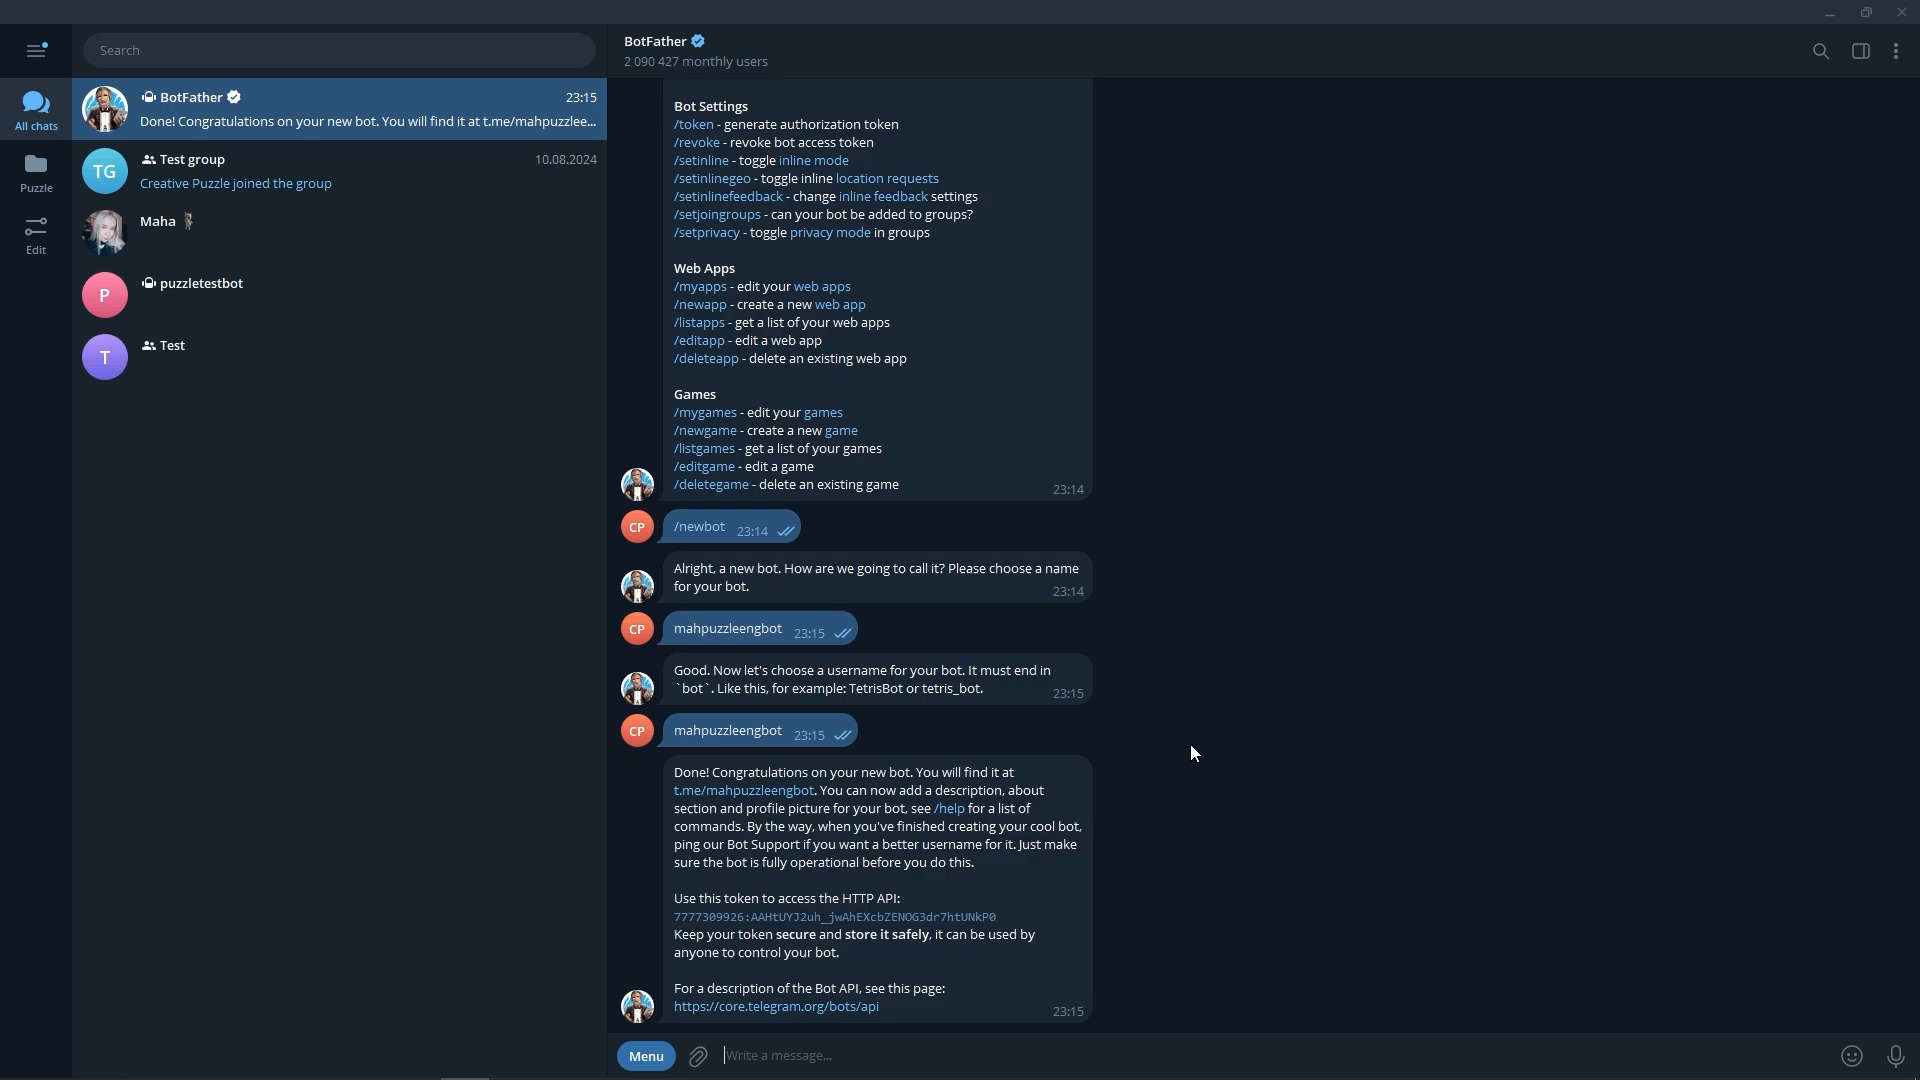 Search
BotFather
2 090 427 monthly users
All chats
Puzzle
Edit
BotFather 23:15
Done! Congratulations on your new bot. You will find it at t.me/mahpuzzlee...
TG
Test group 10.08.2024
Creative Puzzle joined the group
Maha
P
puzzletestbot
T
Test
Bot Settings
/token - generate authorization token
/revoke - revoke bot access token
/setinline - toggle inline mode
/setinlinegeo - toggle inline location requests
/setinlinefeedback - change inline feedback settings
/setjoingroups - can your bot be added to groups?
/setprivacy - toggle privacy mode in groups
Web Apps
/myapps - edit your web apps
/newapp - create a new web app
/listapps - get a list of your web apps
/editapp - edit a web app
/deleteapp - delete an existing web app
Games
/mygames - edit your games
/newgame - create a new game
/listgames - get a list of your games
/editgame - edit a game
/deletegame - delete an existing game
23:14
CP
/newbot 23:14
Alright, a new bot. How are we going to call it? Please choose a name
for your bot.
23:14
CP
mahpuzzleengbot 23:15
Good. Now let's choose a username for your bot. It must end in
`bot`. Like this, for example: TetrisBot or tetris_bot.
23:15
CP
mahpuzzleengbot 23:15
Done! Congratulations on your new bot. You will find it at
t.me/mahpuzzleengbot. You can now add a description, about
section and profile picture for your bot, see /help for a list of
commands. By the way, when you've finished creating your cool bot,
ping our Bot Support if you want a better username for it. Just make
sure the bot is fully operational before you do this.
Use this token to access the HTTP API:
7777309926:AAHtUYJ2uh_jwAhEXcbZENOG3dr7htUNkP0
Keep your token secure and store it safely, it can be used by
anyone to control your bot.
For a description of the Bot API, see this page:
https://core.telegram.org/bots/api
23:15
Menu
Write a message...